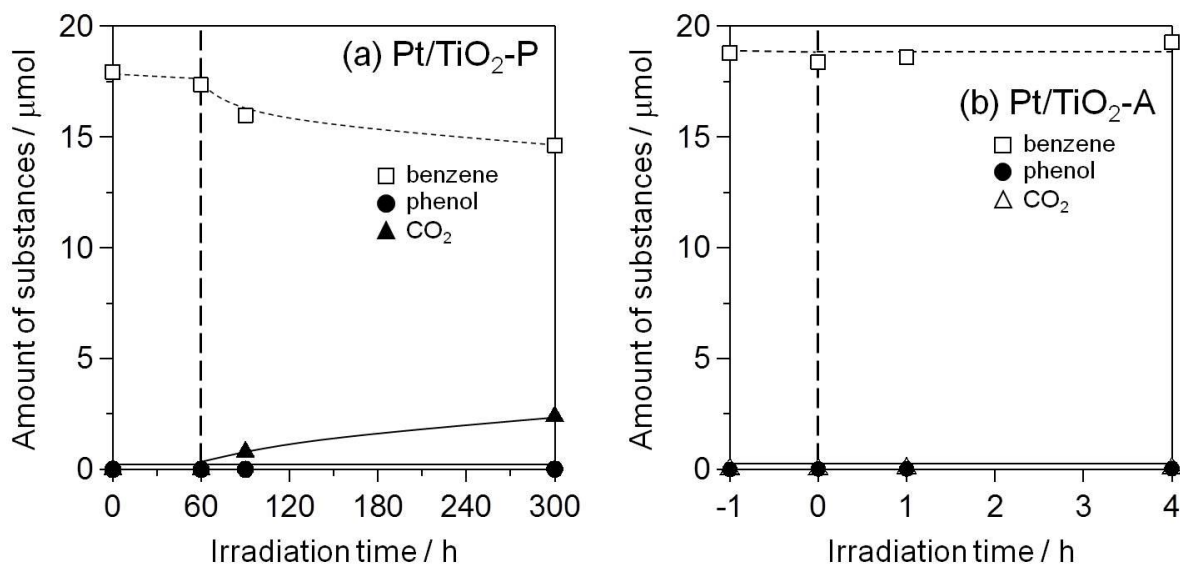 20
15
10
5
0
Amount of substances / μmol
(a) Pt/TiO₂-P
benzene
phenol
CO₂
0 60 120 180 240 300
Irradiation time / h
20
15
10
5
0
Amount of substances / μmol
(b) Pt/TiO₂-A
benzene
phenol
CO₂
-1 0 1 2 3 4
Irradiation time / h